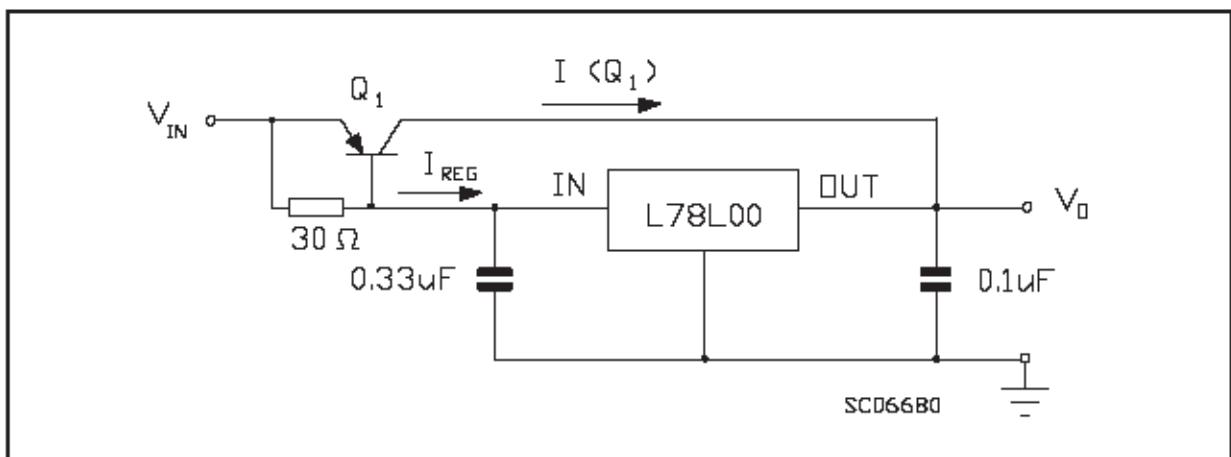 I (Q1)
Q1
VIN
IREG
IN
L78L00
OUT
VO
30 Ω
0.33uF
0.1uF
SC06680